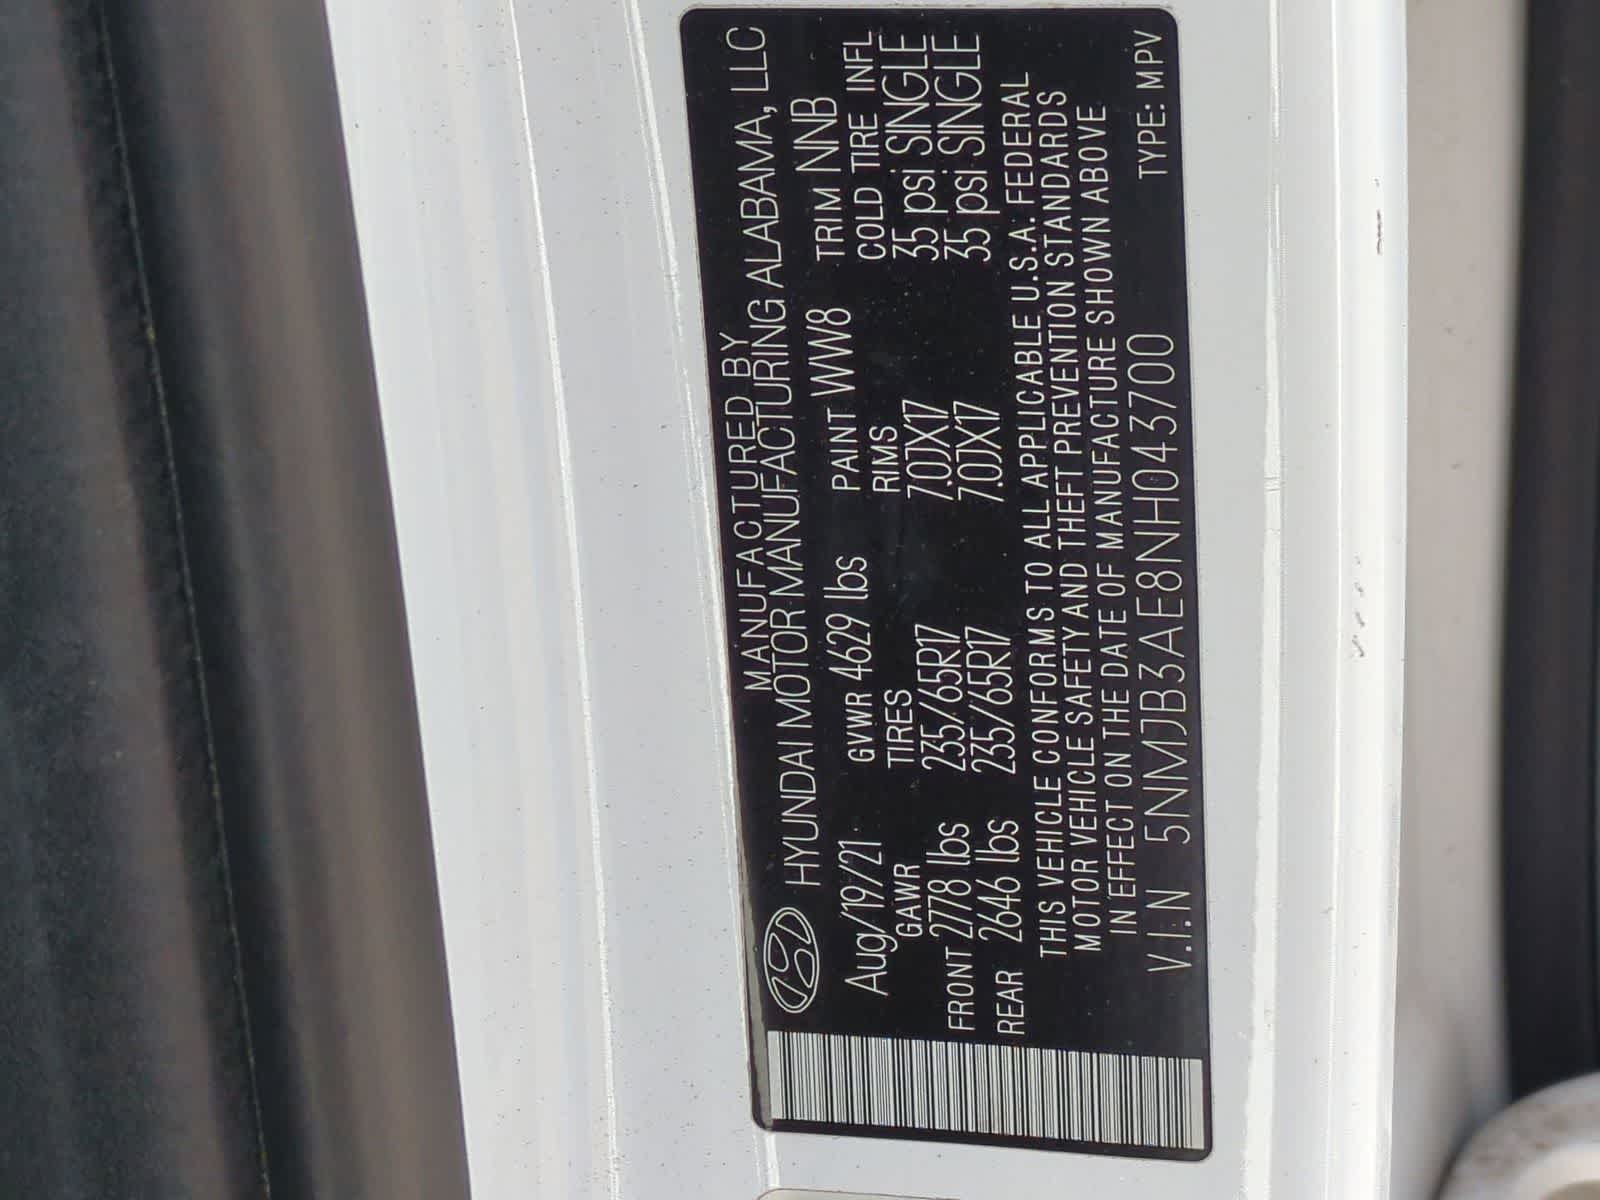 MANUFACTURED BY
HYUNDAI MOTOR MANUFACTURING ALABAMA, LLC
Aug/19/21 GVWR 4629 lbs PAINT WW8 TRIM NNB
GAWR TIRES RIMS COLD TIRE INFL
FRONT 2778 lbs 235/65R17 7.0JX17 35 psi SINGLE
REAR 2646 lbs 235/65R17 7.0JX17 35 psi SINGLE
THIS VEHICLE CONFORMS TO ALL APPLICABLE U.S.A. FEDERAL
MOTOR VEHICLE SAFETY AND THEFT PREVENTION STANDARDS
IN EFFECT ON THE DATE OF MANUFACTURE SHOWN ABOVE
V.I.N 5NMJB3AE8NH043700 TYPE: MPV